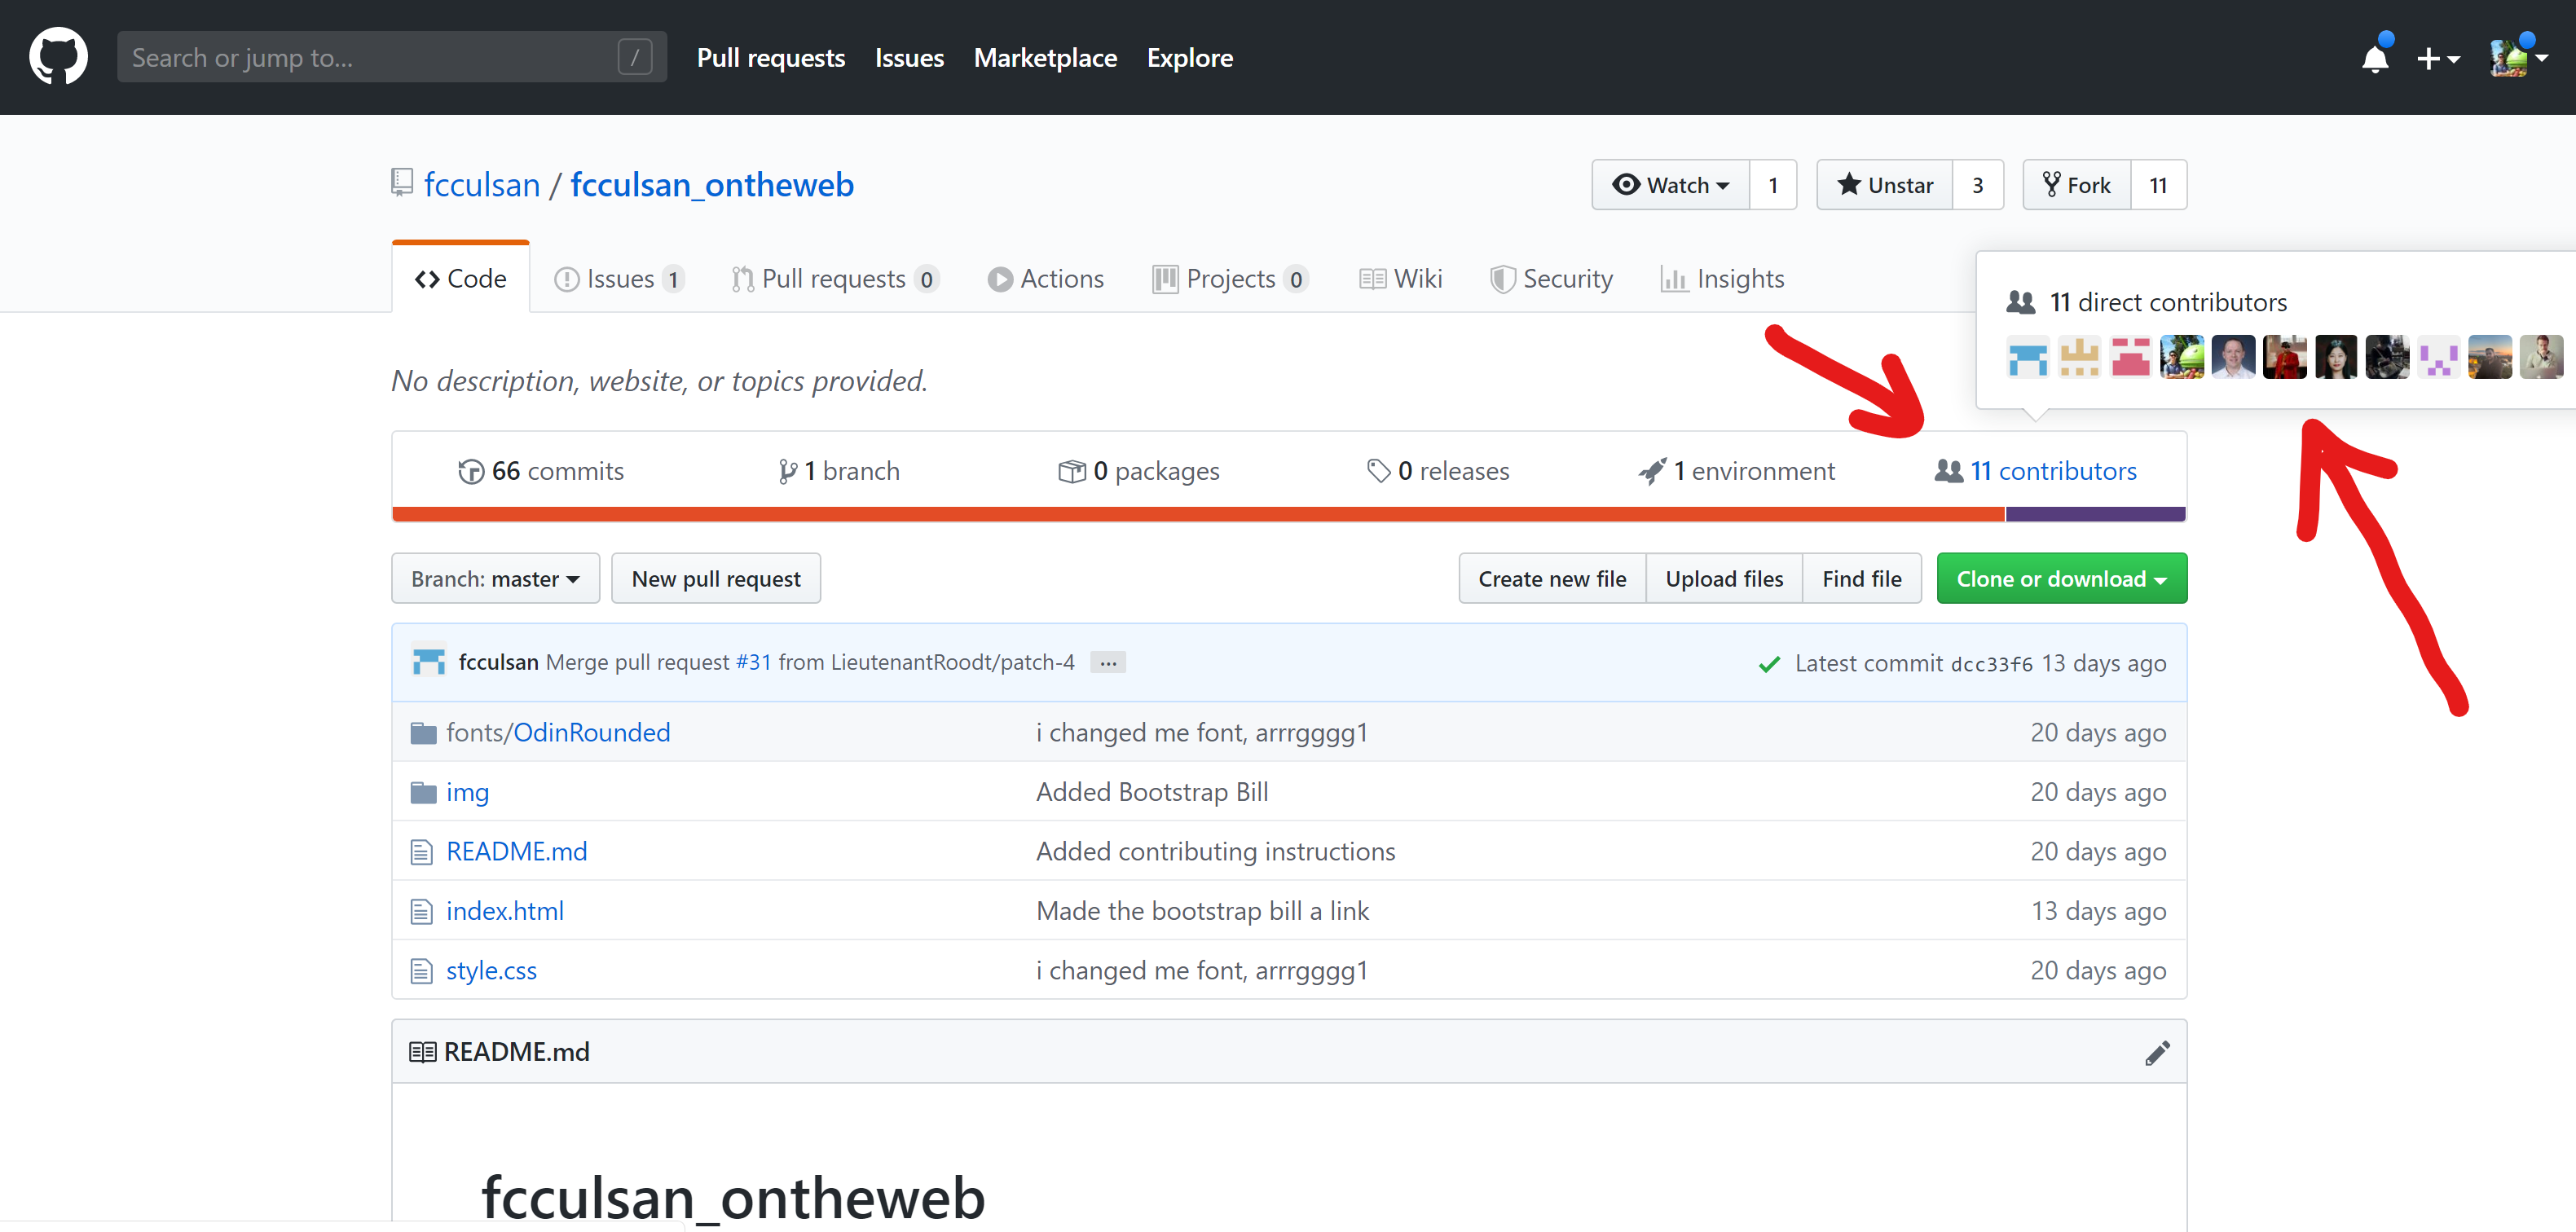 Search or jump to... /
Pull requests Issues Marketplace Explore
fcculsan / fcculsan_ontheweb
Watch 1 Unstar 3 Fork 11
Code Issues 1 Pull requests 0 Actions Projects 0 Wiki Security Insights
11 direct contributors
No description, website, or topics provided.
66 commits 1 branch 0 packages 0 releases 1 environment 11 contributors
Branch: master New pull request Create new file Upload files Find file Clone or download
fcculsan Merge pull request #31 from LieutenantRoodt/patch-4 ... Latest commit dcc33f6 13 days ago
fonts/OdinRounded i changed me font, arrrgggg1 20 days ago
img Added Bootstrap Bill 20 days ago
README.md Added contributing instructions 20 days ago
index.html Made the bootstrap bill a link 13 days ago
style.css i changed me font, arrrgggg1 20 days ago
README.md
fcculsan_ontheweb